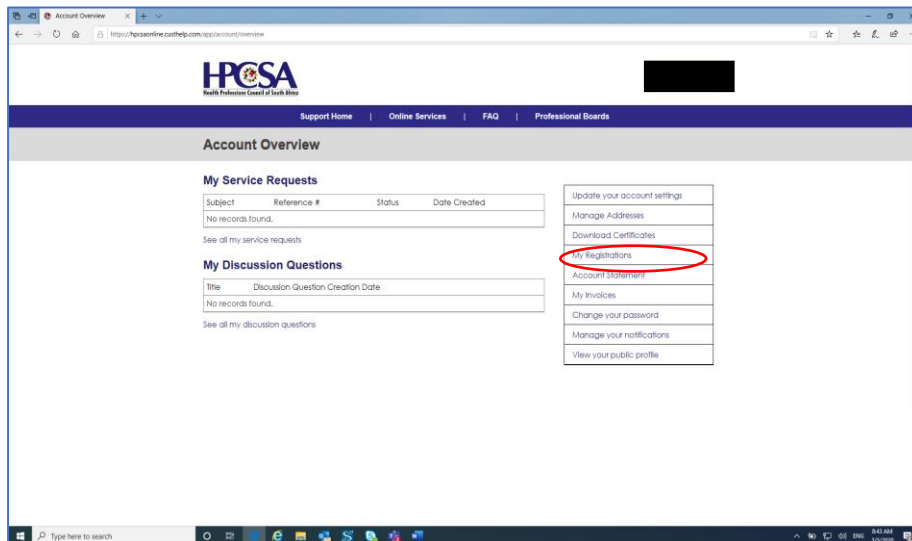 Account Overview
https://hpcsaonline.custhelp.com/app/account/overview
HPCSA
Health Professions Council of South Africa
Support Home | Online Services | FAQ | Professional Boards
Account Overview
My Service Requests
Subject Reference # Status Date Created
No records found.
See all my service requests
My Discussion Questions
Title Discussion Question Creation Date
No records found.
See all my discussion questions
Update your account settings
Manage Addresses
Download Certificates
My Registrations
Account Statement
My Invoices
Change your password
Manage your notifications
View your public profile
Type here to search
ENG
8:43 AM